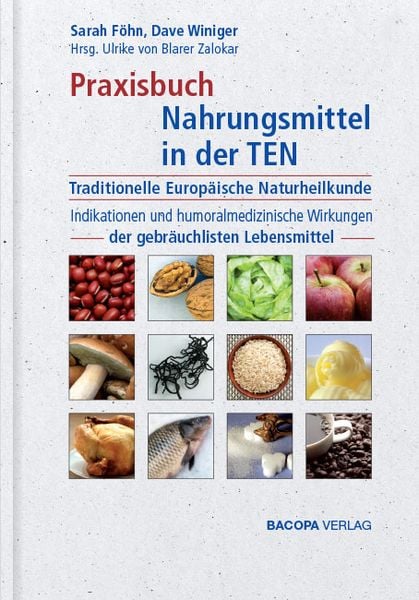 Sarah Föhn, Dave Winiger
Hrsg. Ulrike von Blarer Zalokar
Praxisbuch
Nahrungsmittel
in der TEN
Traditionelle Europäische Naturheilkunde
Indikationen und humoralmedizinische Wirkungen
der gebräuchlisten Lebensmittel
BACOPA VERLAG